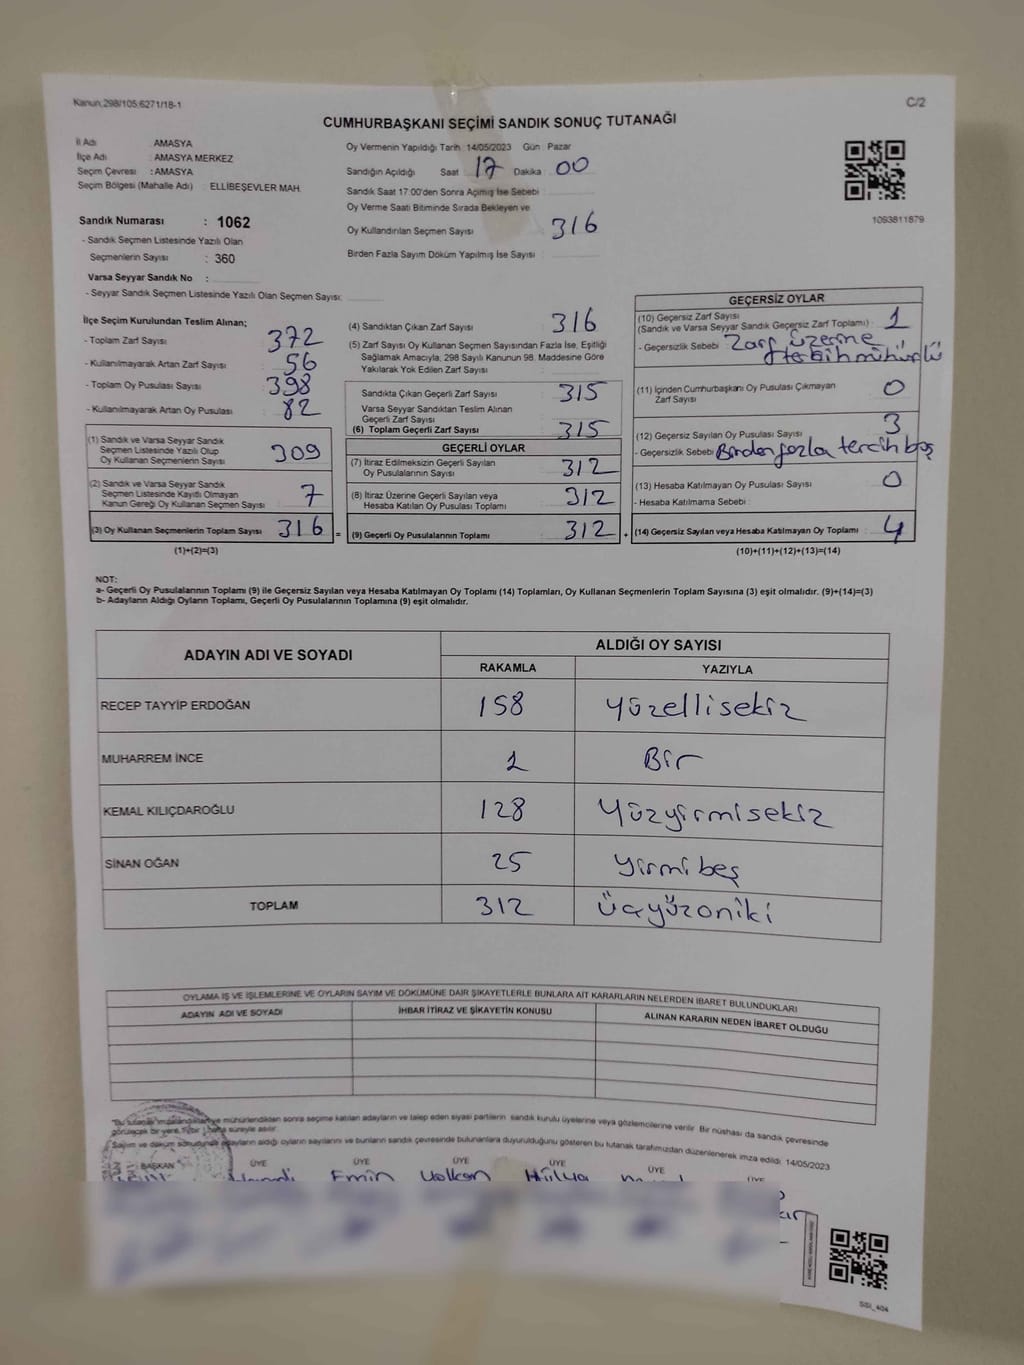 Kanun:298/105;6271/18-1
C/2
CUMHURBAŞKANI SEÇİMİ SANDIK SONUÇ TUTANAĞI
İl Adı AMASYA
İlçe Adı : AMASYA MERKEZ
Seçim Çevresi : AMASYA
Seçim Bölgesi (Mahalle Adı) : ELLİBEŞEVLER MAH.
Sandık Numarası : 1062
- Sandık Seçmen Listesinde Yazılı Olan
Seçmenlerin Sayısı : 360
Varsa Seyyar Sandık No :
- Seyyar Sandık Seçmen Listesinde Yazılı Olan Seçmen Sayısı:
Oy Vermenin Yapıldığı Tarih : 14/05/2023 Gün : Pazar
Sandığın Açıldığı Saat 17 Dakika : 00
Sandık Saat 17:00'den Sonra Açımış İse Sebebi :
Oy Verme Saati Bitiminde Sırada Bekleyen ve
Oy Kullandırılan Seçmen Sayısı : 316
Birden Fazla Sayım Döküm Yapılmış İse Sayısı :
1093811879
İlçe Seçim Kurulundan Teslim Alınan;
- Toplam Zarf Sayısı : 372
- Kullanılmayarak Artan Zarf Sayısı : 56
- Toplam Oy Pusulası Sayısı : 398
- Kullanılmayarak Artan Oy Pusulası : 82
(1) Sandık ve Varsa Seyyar Sandık
Seçmen Listesinde Yazılı Olup
Oy Kullanan Seçmenlerin Sayısı : 309
(2) Sandık ve Varsa Seyyar Sandık
Seçmen Listesinde Kayıtlı Olmayan
Kanun Gereği Oy Kullanan Seçmen Sayısı : 7
(3) Oy Kullanan Seçmenlerin Toplam Sayısı : 316
(1)+(2)=(3)
(4) Sandıktan Çıkan Zarf Sayısı : 316
(5) Zarf Sayısı Oy Kullanan Seçmen Sayısından Fazla İse, Eşitliği
Sağlamak Amacıyla, 298 Sayılı Kanunun 98. Maddesine Göre
Yakılarak Yok Edilen Zarf Sayısı :
Sandıkta Çıkan Geçerli Zarf Sayısı : 315
Varsa Seyyar Sandıktan Teslim Alınan
Geçerli Zarf Sayısı :
(6) Toplam Geçerli Zarf Sayısı : 315
GEÇERLİ OYLAR
(7) İtiraz Edilmeksizin Geçerli Sayılan
Oy Pusulalarının Sayısı : 312
(8) İtiraz Üzerine Geçerli Sayılan veya
Hesaba Katılan Oy Pusulası Toplamı : 312
= (9) Geçerli Oy Pusulalarının Toplamı : 312 +
GEÇERSİZ OYLAR
(10) Geçersiz Zarf Sayısı
(Sandık ve Varsa Seyyar Sandık Geçersiz Zarf Toplamı) : 1
- Geçersizlik Sebebi : Zarf üzerine
tercih mühürlü
(11) İçinden Cumhurbaşkanı Oy Pusulası Çıkmayan
Zarf Sayısı : 0
(12) Geçersiz Sayılan Oy Pusulası Sayısı : 3
- Geçersizlik Sebebi : Birden fazla tercih boş
(13) Hesaba Katılmayan Oy Pusulası Sayısı : 0
- Hesaba Katılmama Sebebi :
(14) Geçersiz Sayılan veya Hesaba Katılmayan Oy Toplamı : 4
(10)+(11)+(12)+(13)=(14)
NOT:
a- Geçerli Oy Pusulalarının Toplamı (9) ile Geçersiz Sayılan veya Hesaba Katılmayan Oy Toplamı (14) Toplamları, Oy Kullanan Seçmenlerin Toplam Sayısına (3) eşit olmalıdır. (9)+(14)=(3)
b- Adayların Aldığı Oyların Toplamı, Geçerli Oy Pusulalarının Toplamına (9) eşit olmalıdır.
ADAYIN ADI VE SOYADI ALDIĞI OY SAYISI
RAKAMLA YAZIYLA
RECEP TAYYİP ERDOĞAN 158 Yüzellisekiz
MUHARREM İNCE 1 Bir
KEMAL KILIÇDAROĞLU 128 Yüzyirmisekiz
SİNAN OĞAN 25 Yirmibeş
TOPLAM 312 Üçyüzoniki
OYLAMA İŞ VE İŞLEMLERİNE VE OYLARIN SAYIM VE DÖKÜMÜNE DAİR ŞİKAYETLERLE BUNLARA AİT KARARLARIN NELERDEN İBARET BULUNDUKLARI
ADAYIN ADI VE SOYADI İHBAR İTİRAZ VE ŞİKAYETİN KONUSU ALINAN KARARIN NEDEN İBARET OLDUĞU
mühürlendikten sonra seçime katılan adayların ve talep eden siyasi partilerin sandık kurulu üyelerine veya gözlemcilerine verilir. Bir nüshası da sandık çevresinde
görülecek bir yere süreyle asılır.
Sayım ve döküm sonucunda adayların aldığı oyların sayılarını ve bunların sandık çevresinde bulunanlara duyurulduğunu gösteren bu tutanak tarafımızdan düzenlenerek imza edildi. 14/05/2023
BAŞKAN ÜYE ÜYE ÜYE ÜYE ÜYE ÜYE
Emin Volkan Hülya
SSI_404